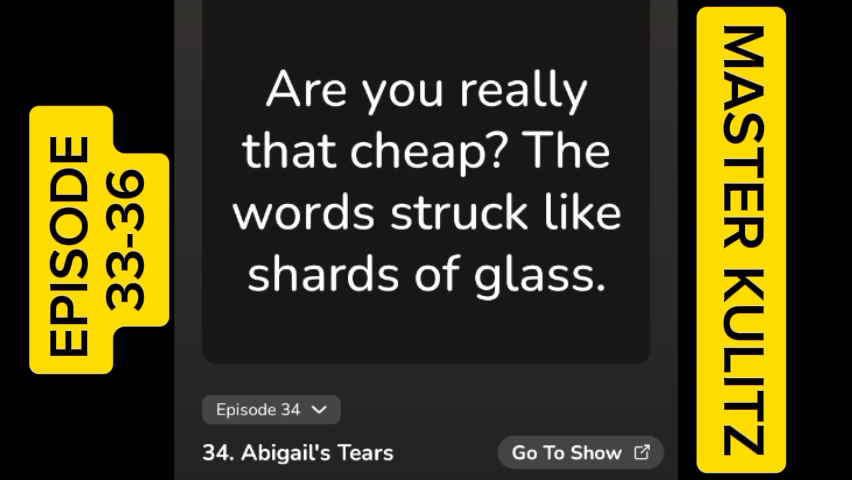 EPISODE
33-36
Are you really
that cheap? The
words struck like
shards of glass.
Episode 34
34. Abigail's Tears
Go To Show
MASTER KULITZ